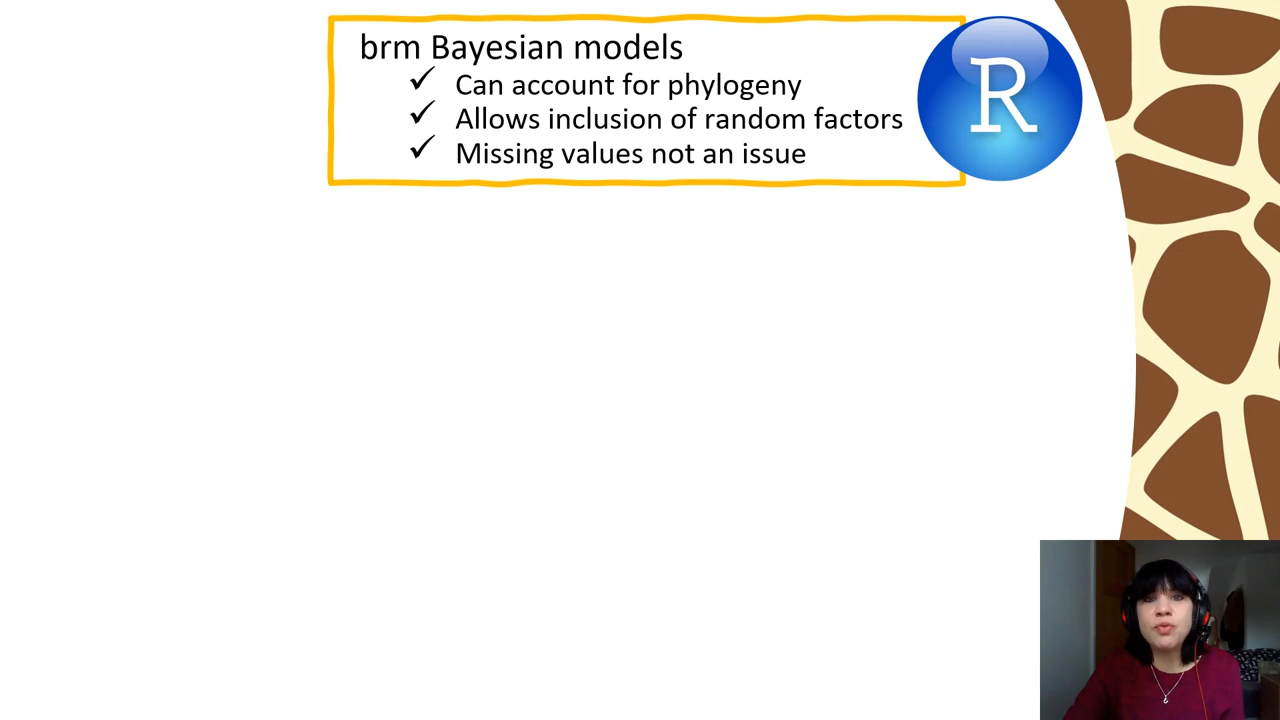 brm Bayesian models
✓ Can account for phylogeny
✓ Allows inclusion of random factors
✓ Missing values not an issue
R